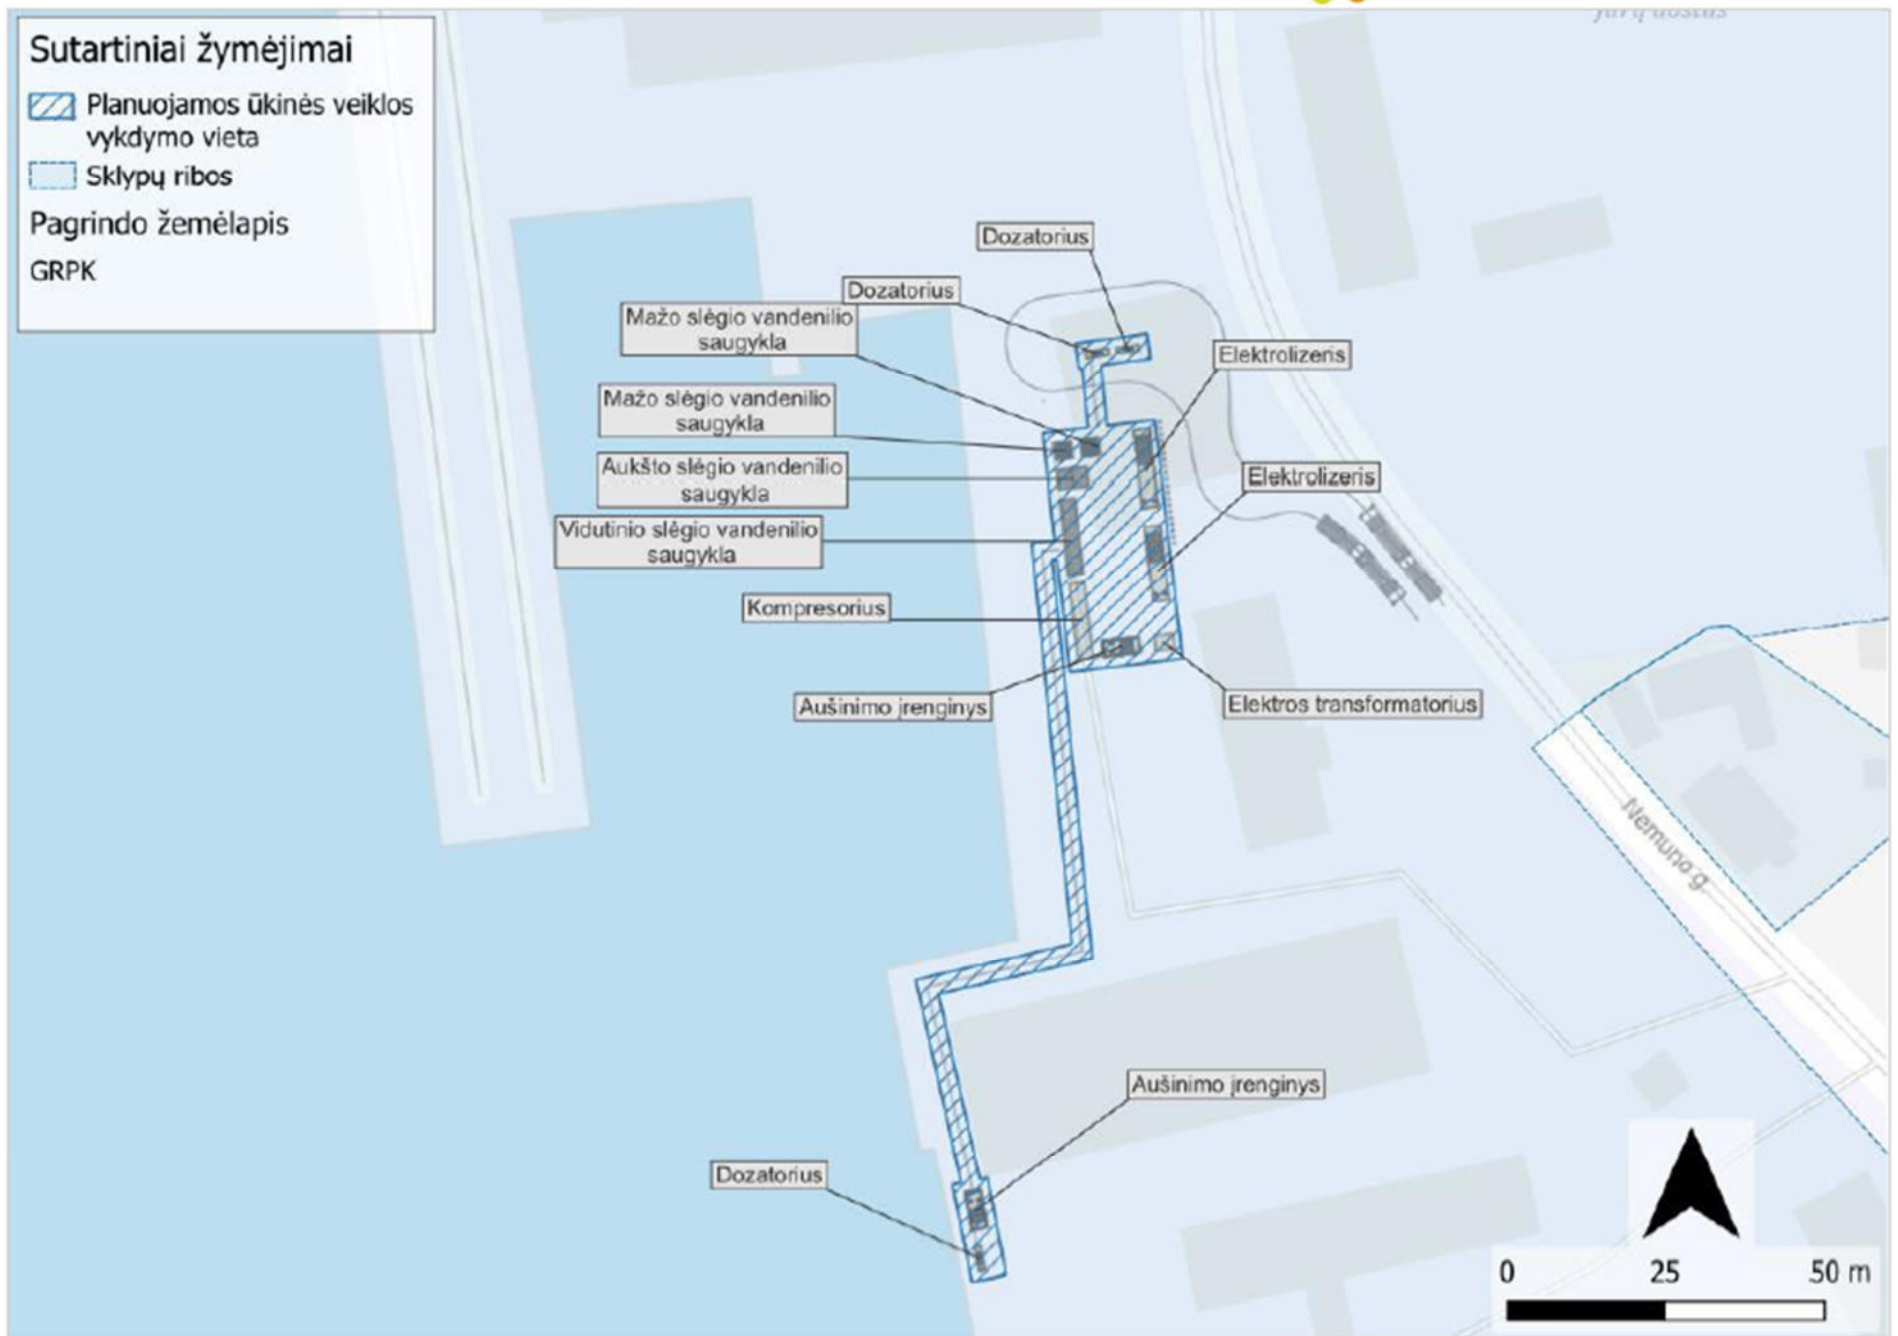 Sutartiniai žymėjimai
Planuojamos ūkinės veiklos
vykdymo vieta
Sklypų ribos
Pagrindo žemėlapis
GRPK
Dozatorius
Dozatorius
Mažo slėgio vandenilio
saugykla
Elektrolizeris
Mažo slėgio vandenilio
saugykla
Aukšto slėgio vandenilio
saugykla
Elektrolizeris
Vidutinio slėgio vandenilio
saugykla
Kompresorius
Aušinimo įrenginys
Elektros transformatorius
Nemuno g.
Aušinimo įrenginys
Dozatorius
0 25 50 m